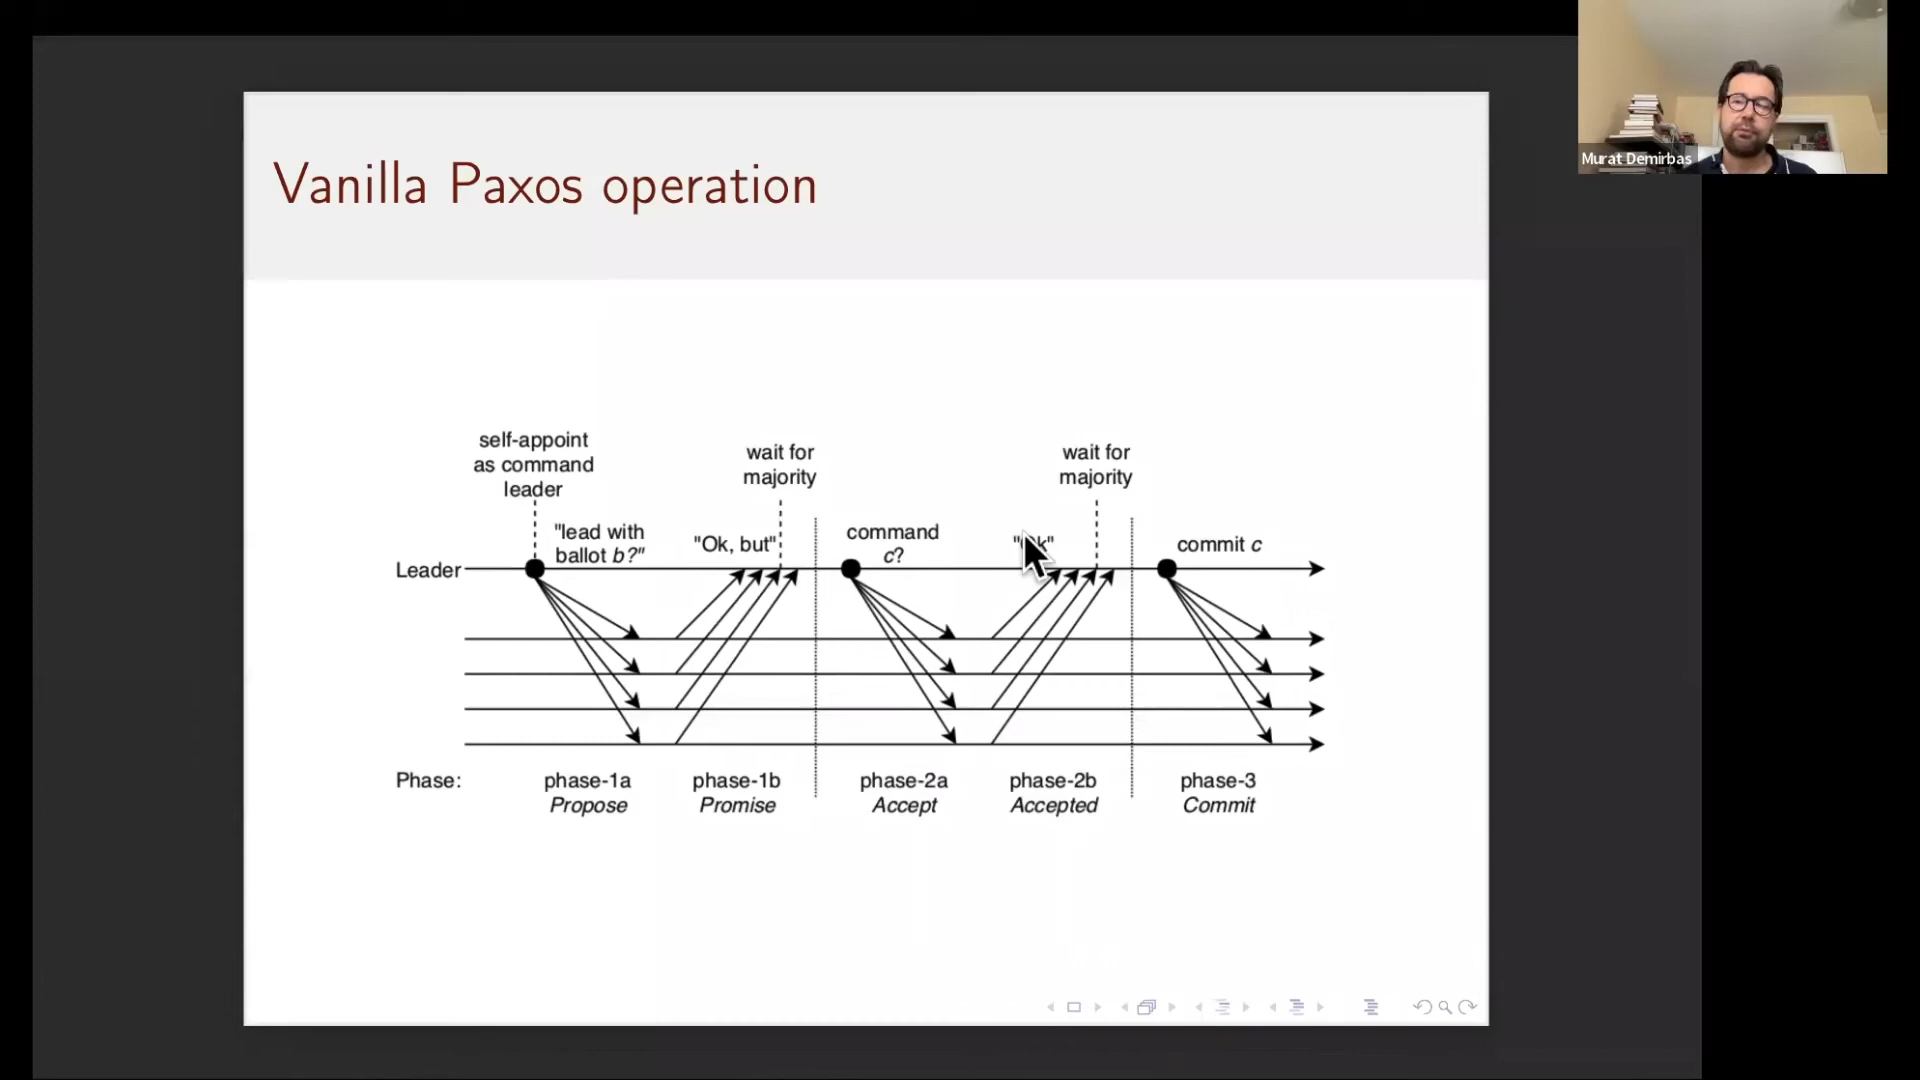 Murat Demirbas
Vanilla Paxos operation
self-appoint
as command
leader
wait for
majority
wait for
majority
"lead with
ballot b?"
"Ok, but"
command
c?
commit c
Leader
Phase:
phase-1a
Propose
phase-1b
Promise
phase-2a
Accept
phase-2b
Accepted
phase-3
Commit